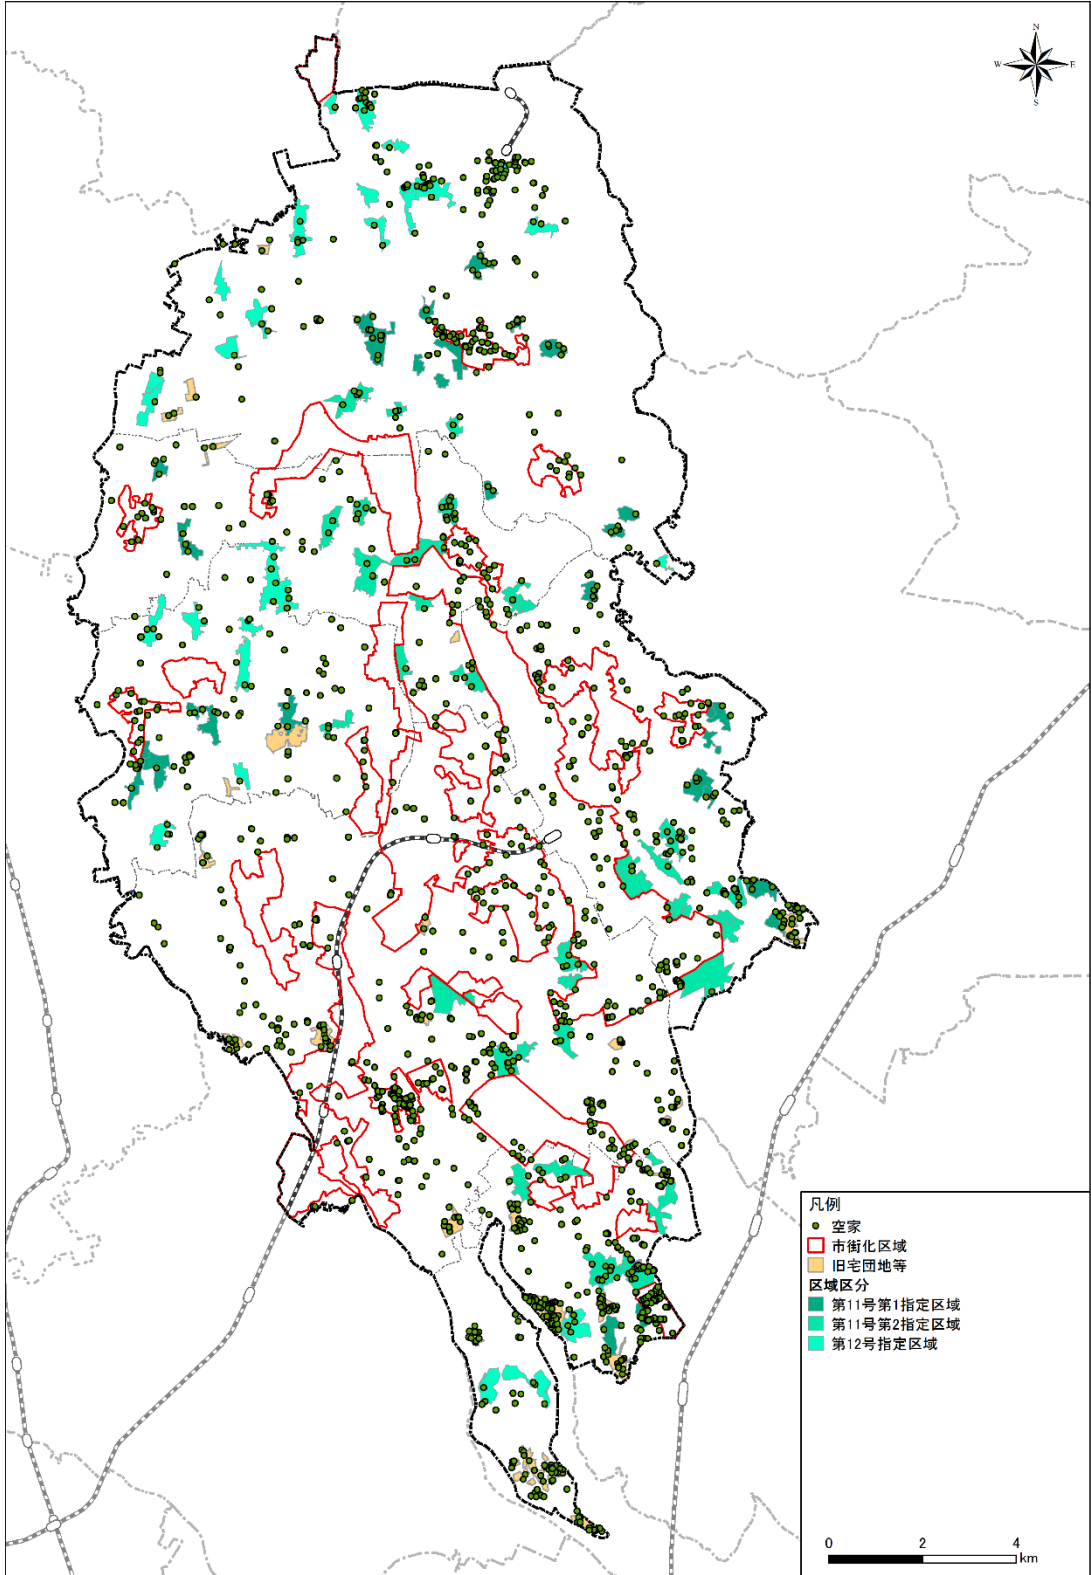 N
W E
S
凡例
空家
市街化区域
旧宅団地等
区域区分
第11号第1指定区域
第11号第2指定区域
第12号指定区域
0 2 4
km